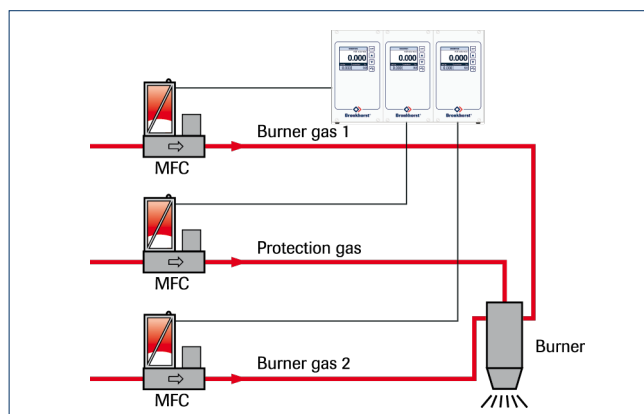 0.000
0.000
0.000
Bronkhorst
Bronkhorst
Bronkhorst
Burner gas 1
MFC
Protection gas
MFC
Burner
Burner gas 2
MFC